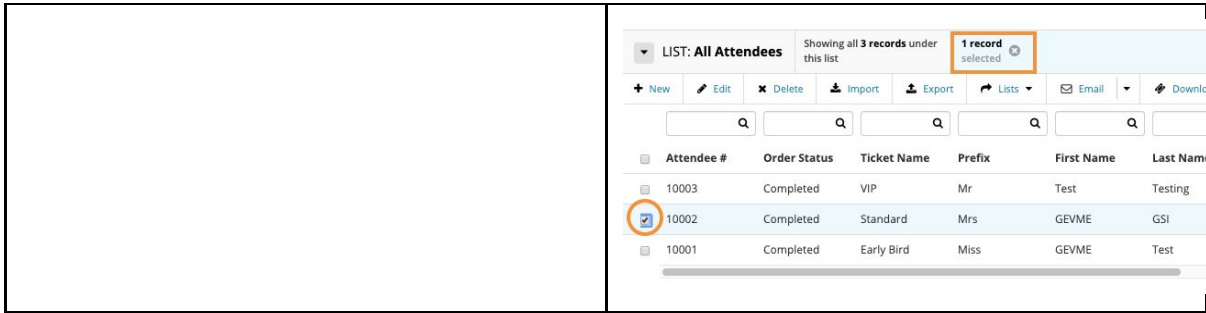 LIST: All Attendees
Showing all 3 records under
this list
1 record
selected
New Edit Delete Import Export Lists Email
Attendee # Order Status Ticket Name Prefix First Name Last
10003 Completed VIP Mr Test Testing
10002 Completed Standard Mrs GEVME GSI
10001 Completed Early Bird Miss GEVME Test